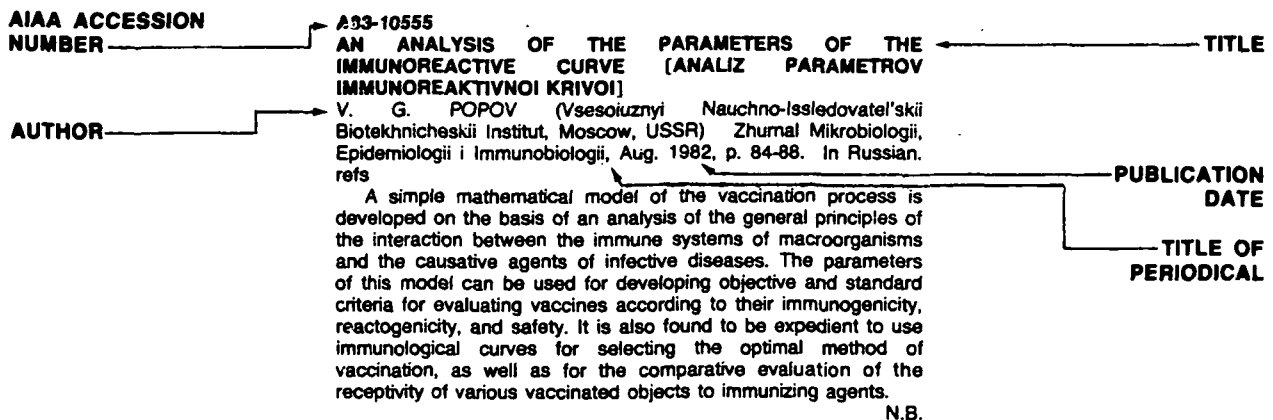 AIAA ACCESSION
NUMBER
A83-10555
AN ANALYSIS OF THE PARAMETERS OF THE
IMMUNOREACTIVE CURVE [ANALIZ PARAMETROV
IMMUNOREAKTIVNOI KRIVOI]
TITLE
AUTHOR
V. G. POPOV (Vsesoiuznyi Nauchno-Issledovatel'skii
Biotekhnicheskii Institut, Moscow, USSR) Zhurnal Mikrobiologii,
Epidemiologii i Immunobiologii, Aug. 1982, p. 84-88. In Russian.
refs
PUBLICATION
DATE
TITLE OF
PERIODICAL
A simple mathematical model of the vaccination process is
developed on the basis of an analysis of the general principles of
the interaction between the immune systems of macroorganisms
and the causative agents of infective diseases. The parameters
of this model can be used for developing objective and standard
criteria for evaluating vaccines according to their immunogenicity,
reactogenicity, and safety. It is also found to be expedient to use
immunological curves for selecting the optimal method of
vaccination, as well as for the comparative evaluation of the
receptivity of various vaccinated objects to immunizing agents.
N.B.